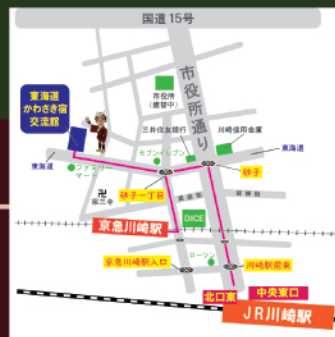 国道15号
市役所
(建替中)
市役所通り
東海道
かわさき宿
交流館
三井住友銀行
川崎信用金庫
セブンイレブン
東海道
東海道
ファミリー
マート
砂子
砂子一丁目
卍
宗三寺
京急川崎駅
DICE
京急川崎駅入口
ローソン
川崎駅前東
北口東
中央東口
JR川崎駅